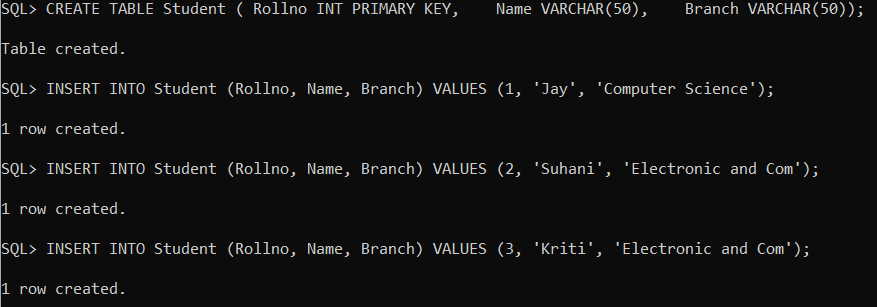 SQL> CREATE TABLE Student ( Rollno INT PRIMARY KEY,    Name VARCHAR(50),    Branch VARCHAR(50));
Table created.
SQL> INSERT INTO Student (Rollno, Name, Branch) VALUES (1, 'Jay', 'Computer Science');
1 row created.
SQL> INSERT INTO Student (Rollno, Name, Branch) VALUES (2, 'Suhani', 'Electronic and Com');
1 row created.
SQL> INSERT INTO Student (Rollno, Name, Branch) VALUES (3, 'Kriti', 'Electronic and Com');
1 row created.